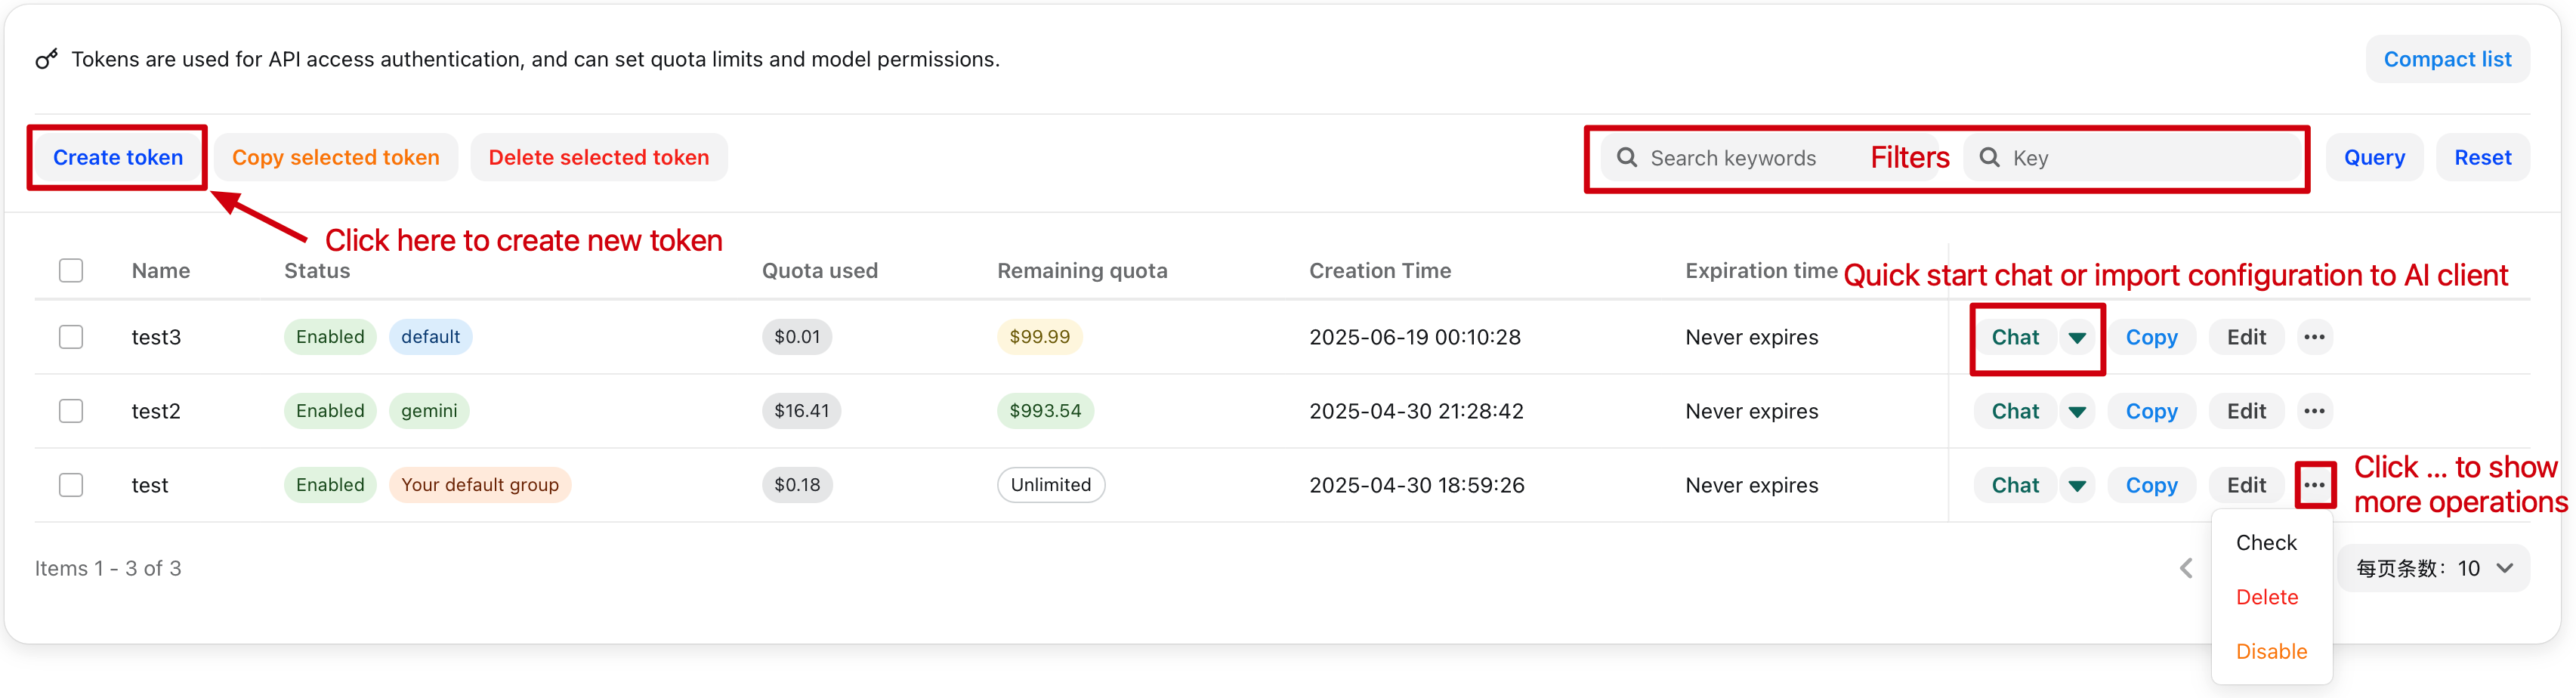 Tokens are used for API access authentication, and can set quota limits and model permissions.
Compact list
Create token Copy selected token Delete selected token Search keywords Filters Key Query Reset
Click here to create new token
Name Status Quota used Remaining quota Creation Time Expiration time Quick start chat or import configuration to AI client
test3 Enabled default $0.01 $99.99 2025-06-19 00:10:28 Never expires Chat Copy Edit •••
test2 Enabled gemini $16.41 $993.54 2025-04-30 21:28:42 Never expires Chat Copy Edit •••
test Enabled Your default group $0.18 Unlimited 2025-04-30 18:59:26 Never expires Chat Copy Edit •••
Click ... to show
more operations
Items 1 - 3 of 3
每页条数：10
Check
Delete
Disable